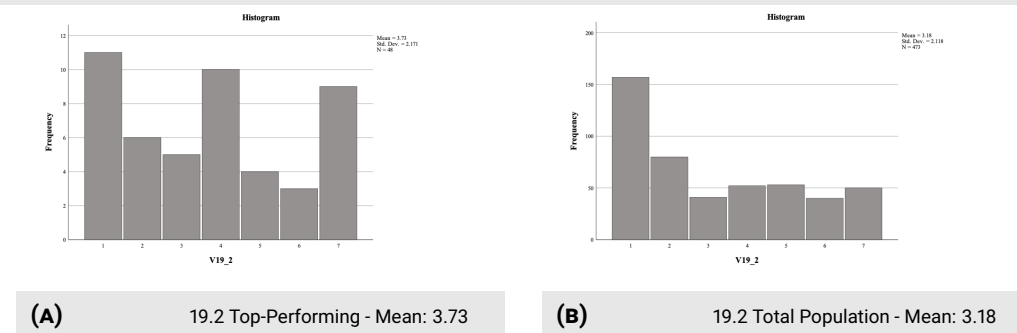 Histogram
12
10
8
6
4
2
0
Frequency
1 2 3 4 5 6 7
V19_2
Mean = 3.73
Std. Dev. = 2.171
N = 48
(A) 19.2 Top-Performing - Mean: 3.73
Histogram
200
150
100
50
0
Frequency
1 2 3 4 5 6 7
V19_2
Mean = 3.18
Std. Dev. = 2.118
N = 473
(B) 19.2 Total Population - Mean: 3.18